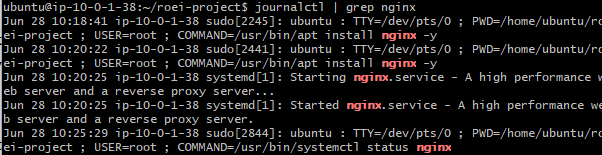 ubuntu@ip-10-0-1-38:~/roei-project$ journalctl | grep nginx
Jun 28 10:18:41 ip-10-0-1-38 sudo[2245]: ubuntu : TTY=/dev/pts/0 ; PWD=/home/ubuntu/ro
ei-project ; USER=root ; COMMAND=/usr/bin/apt install nginx -y
Jun 28 10:20:22 ip-10-0-1-38 sudo[2441]: ubuntu : TTY=/dev/pts/0 ; PWD=/home/ubuntu/ro
ei-project ; USER=root ; COMMAND=/usr/bin/apt install nginx -y
Jun 28 10:20:25 ip-10-0-1-38 systemd[1]: Starting nginx.service - A high performance w
eb server and a reverse proxy server...
Jun 28 10:20:25 ip-10-0-1-38 systemd[1]: Started nginx.service - A high performance we
b server and a reverse proxy server.
Jun 28 10:25:29 ip-10-0-1-38 sudo[2844]: ubuntu : TTY=/dev/pts/0 ; PWD=/home/ubuntu/ro
ei-project ; USER=root ; COMMAND=/usr/bin/systemctl status nginx